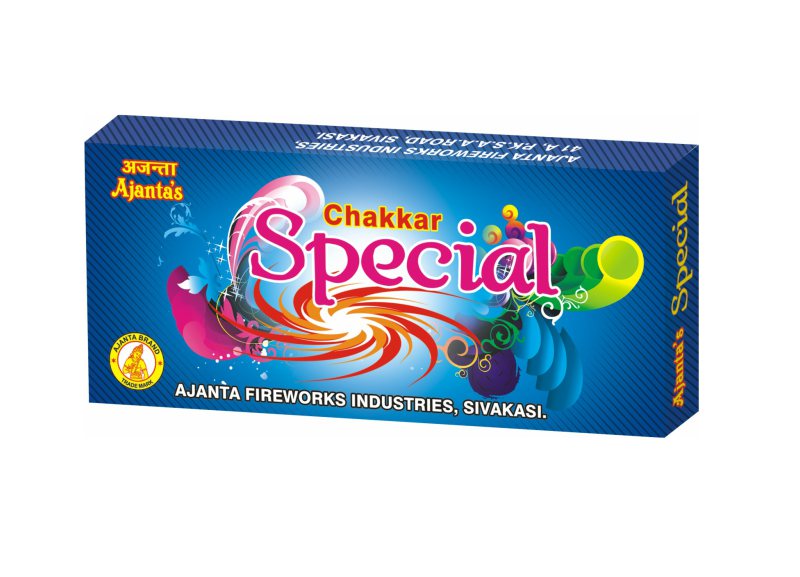 AJANTA FIREWORKS INDUSTRIES,
41 A, P.K.S.A.A.ROAD, SIVAKASI.
अजन्ता
Ajanta's
Chakkar
Special
AJANTA BRAND
TRADE MARK
AJANTA FIREWORKS INDUSTRIES, SIVAKASI.
Ajanta's Special